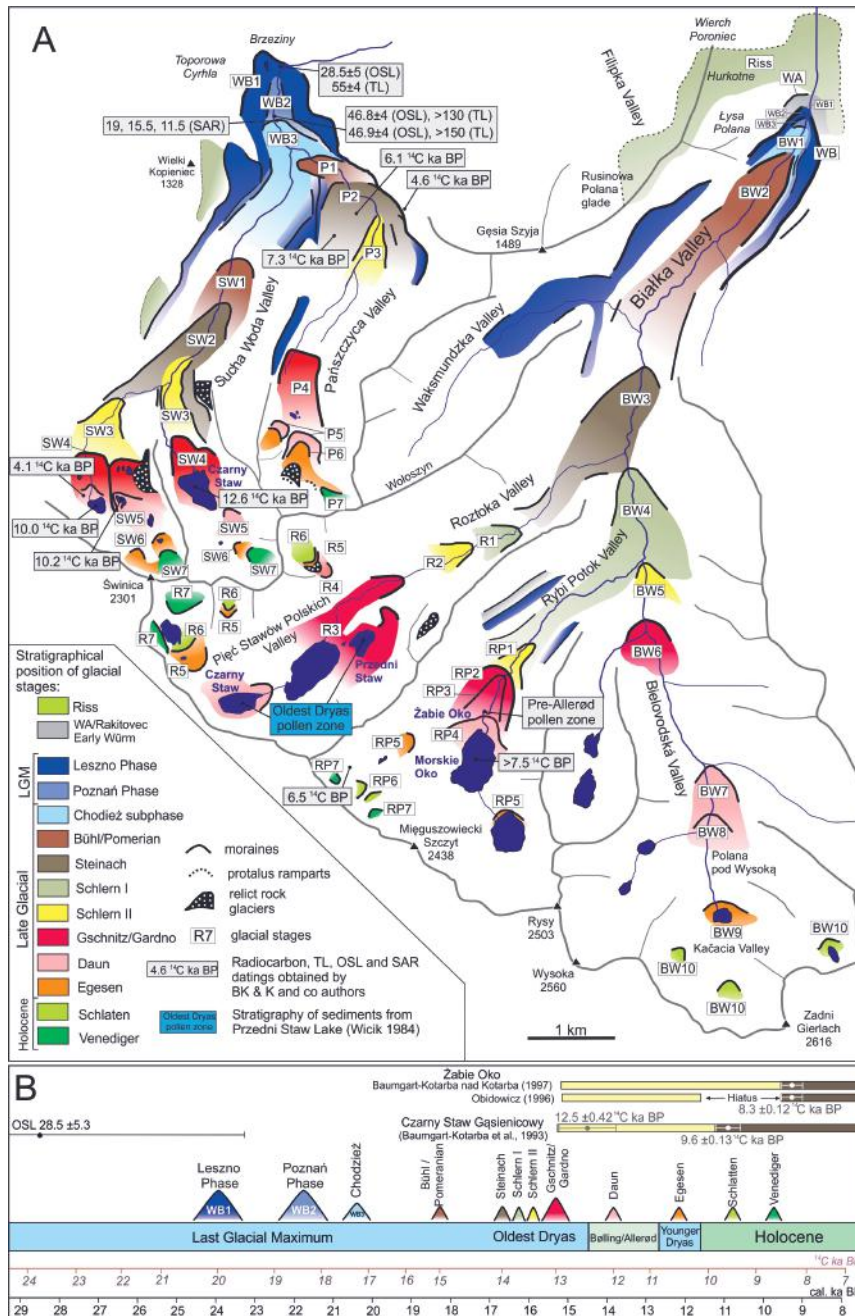 A
Brzeziny
Toporowa
Cyrhla
WB1
28.5±5 (OSL)
55±4 (TL)
WB2
19, 15.5, 11.5 (SAR)
46.8±4 (OSL), >130 (TL)
46.9±4 (OSL), >150 (TL)
WB3
Wielki
Kopieniec
1328
P1
6.1 ¹⁴C ka BP
P2
4.6 ¹⁴C ka BP
7.3 ¹⁴C ka BP
P3
Wierch
Poroniec
Filipka Valley
Riss
Hurkotne
WA
WB1
WB2
WB3
Łysa
Polana
BW1
WB
Rusinowa
Polana
glade
BW2
Gęsia Szyja
1489
Białka Valley
Waksmundzka Valley
SW1
Sucha Woda Valley
SW2
Pańszczyca Valley
SW3
SW3
P4
P5
P6
P7
SW4
SW4
4.1 ¹⁴C ka BP
Czarny
Staw
12.6 ¹⁴C ka BP
10.0 ¹⁴C ka BP
SW5
SW5
SW6
10.2 ¹⁴C ka BP
SW6
SW7
SW7
Świnica
2301
Wołoszyn
BW3
Roztoka Valley
BW4
R1
R2
R6
R5
R4
R7
R6
R5
R7
R6
R5
Rybi Potok Valley
BW5
Pięć Stawów Polskich
Valley
R3
Przedni
Staw
Czarny
Staw
Oldest Dryas
pollen zone
RP1
RP2
RP3
BW6
Żabie Oko
Pre-Allerød
pollen zone
RP4
RP5
Morskie
Oko
>7.5 ¹⁴C BP
RP7
6.5 ¹⁴C BP
RP6
RP7
RP5
Bielovodská Valley
BW7
BW8
Polana
pod Wysoką
Mięguszowiecki
Szczyt
2438
Rysy
2503
Wysoka
2560
BW9
Kačacia Valley
BW10
BW10
BW10
Zadni
Gierlach
2616
1 km
Stratigraphical
position of glacial
stages:
Riss
WA/Rakitovec
Early Würm
LGM
Leszno Phase
Poznań Phase
Chodież subphase
Late Glacial
Bühl/Pomerian
Steinach
Schlern I
Schlern II
Gschnitz/Gardno
Daun
Egesen
Holocene
Schlaten
Venediger
moraines
protalus ramparts
relict rock
glaciers
R7
glacial stages
4.6 ¹⁴C ka BP
Radiocarbon, TL, OSL and SAR
datings obtained by
BK & K and co authors
Oldest Dryas
pollen zone
Stratigraphy of sediments from
Przedni Staw Lake (Wicik 1984)
B
Żabie Oko
Baumgart-Kotarba nad Kotarba (1997)
Obidowicz (1996)
Hiatus
8.3 ±0.12 ¹⁴C ka BP
Czarny Staw Gąsienicowy
(Baumgart-Kotarba et al., 1993)
12.5 ±0.42 ¹⁴C ka BP
9.6 ±0.13 ¹⁴C ka BP
OSL 28.5 ±5.3
Leszno
Phase
WB1
Poznań
Phase
WB2
Chodzież
WB3
Bühl /
Pomeranian
Steinach
Schlern I
Schlern II
Gschnitz/
Gardno
Daun
Egesen
Schlatten
Venediger
Last Glacial Maximum
Oldest Dryas
Bølling/Allerød
Younger
Dryas
Holocene
¹⁴C ka B
24 23 22 21 20 19 18 17 16 15 14 13 12 11 10 9 8 7
cal. ka B
29 28 27 26 25 24 23 22 21 20 19 18 17 16 15 14 13 12 11 10 9 8